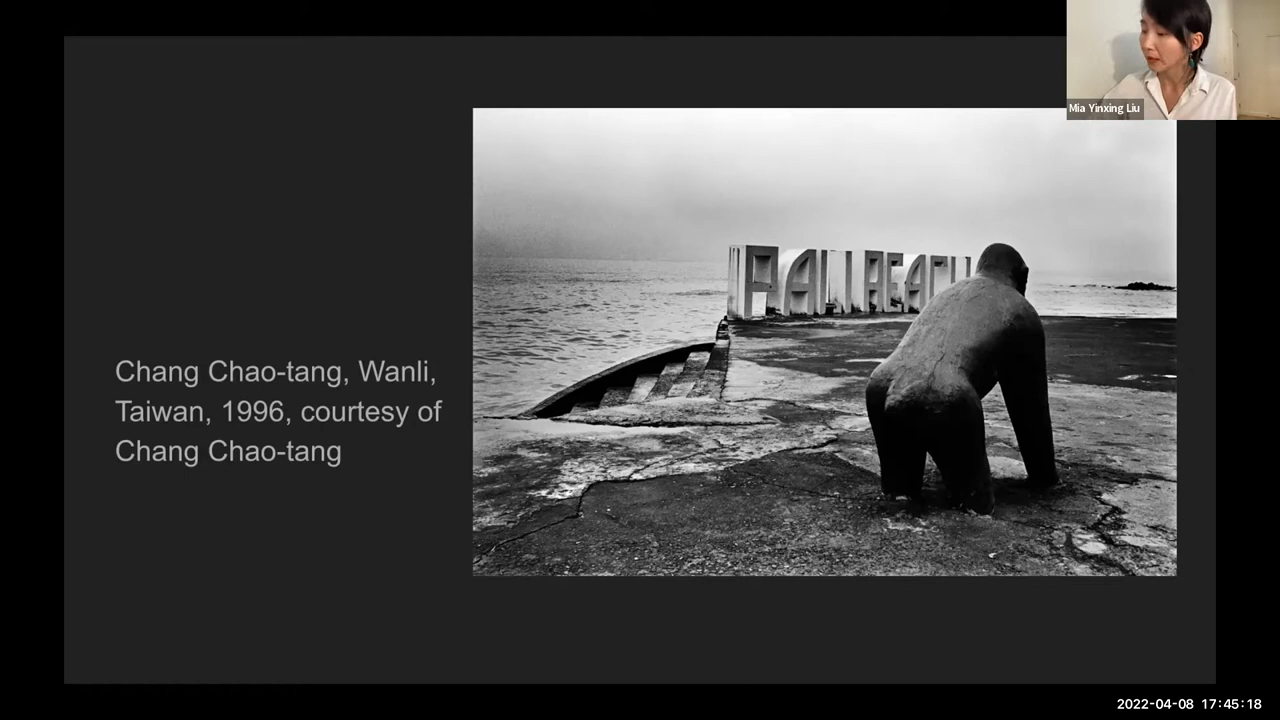 Mia Yinxing Liu
Chang Chao-tang, Wanli,
Taiwan, 1996, courtesy of
Chang Chao-tang
2022-04-08 17:45:18